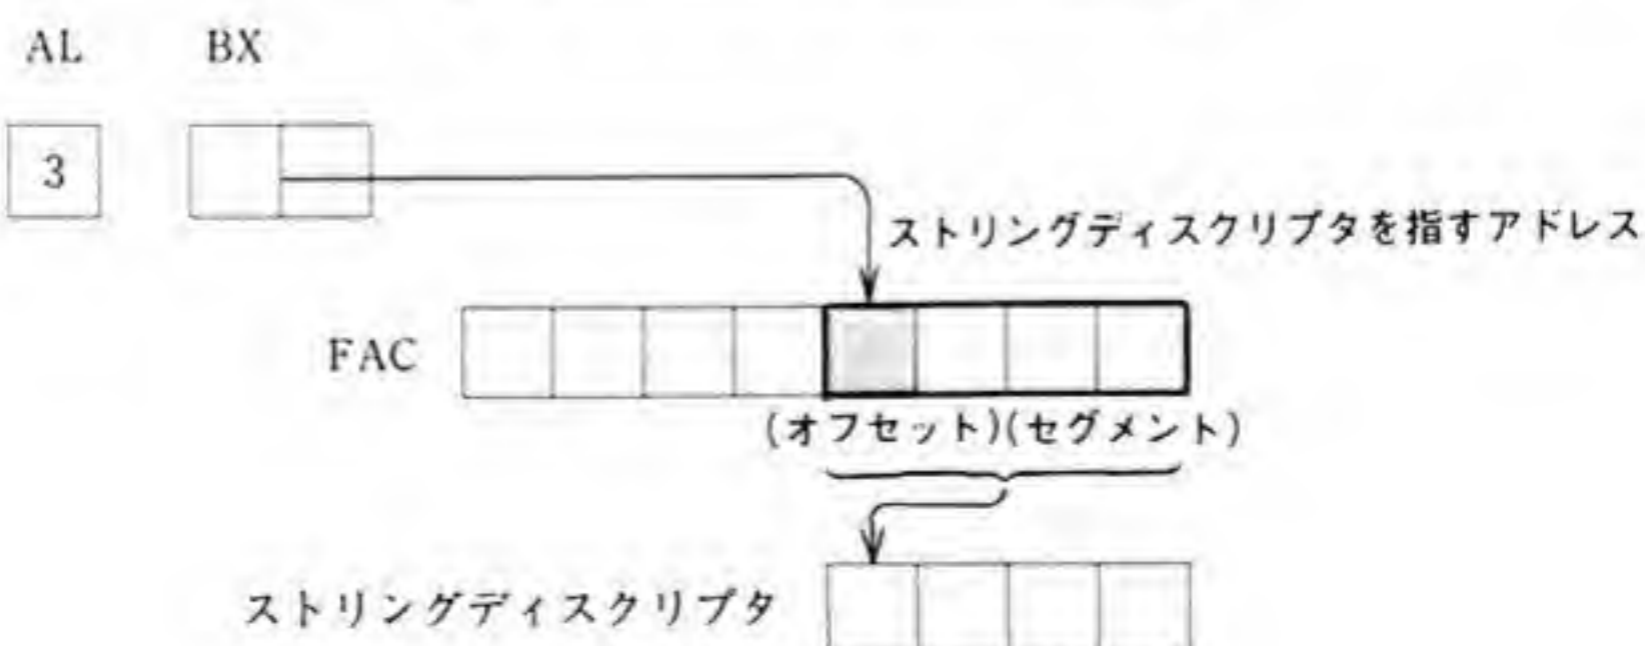 AL BX
3
ストリングディスクリプタを指すアドレス
FAC
(オフセット)(セグメント)
ストリングディスクリプタ